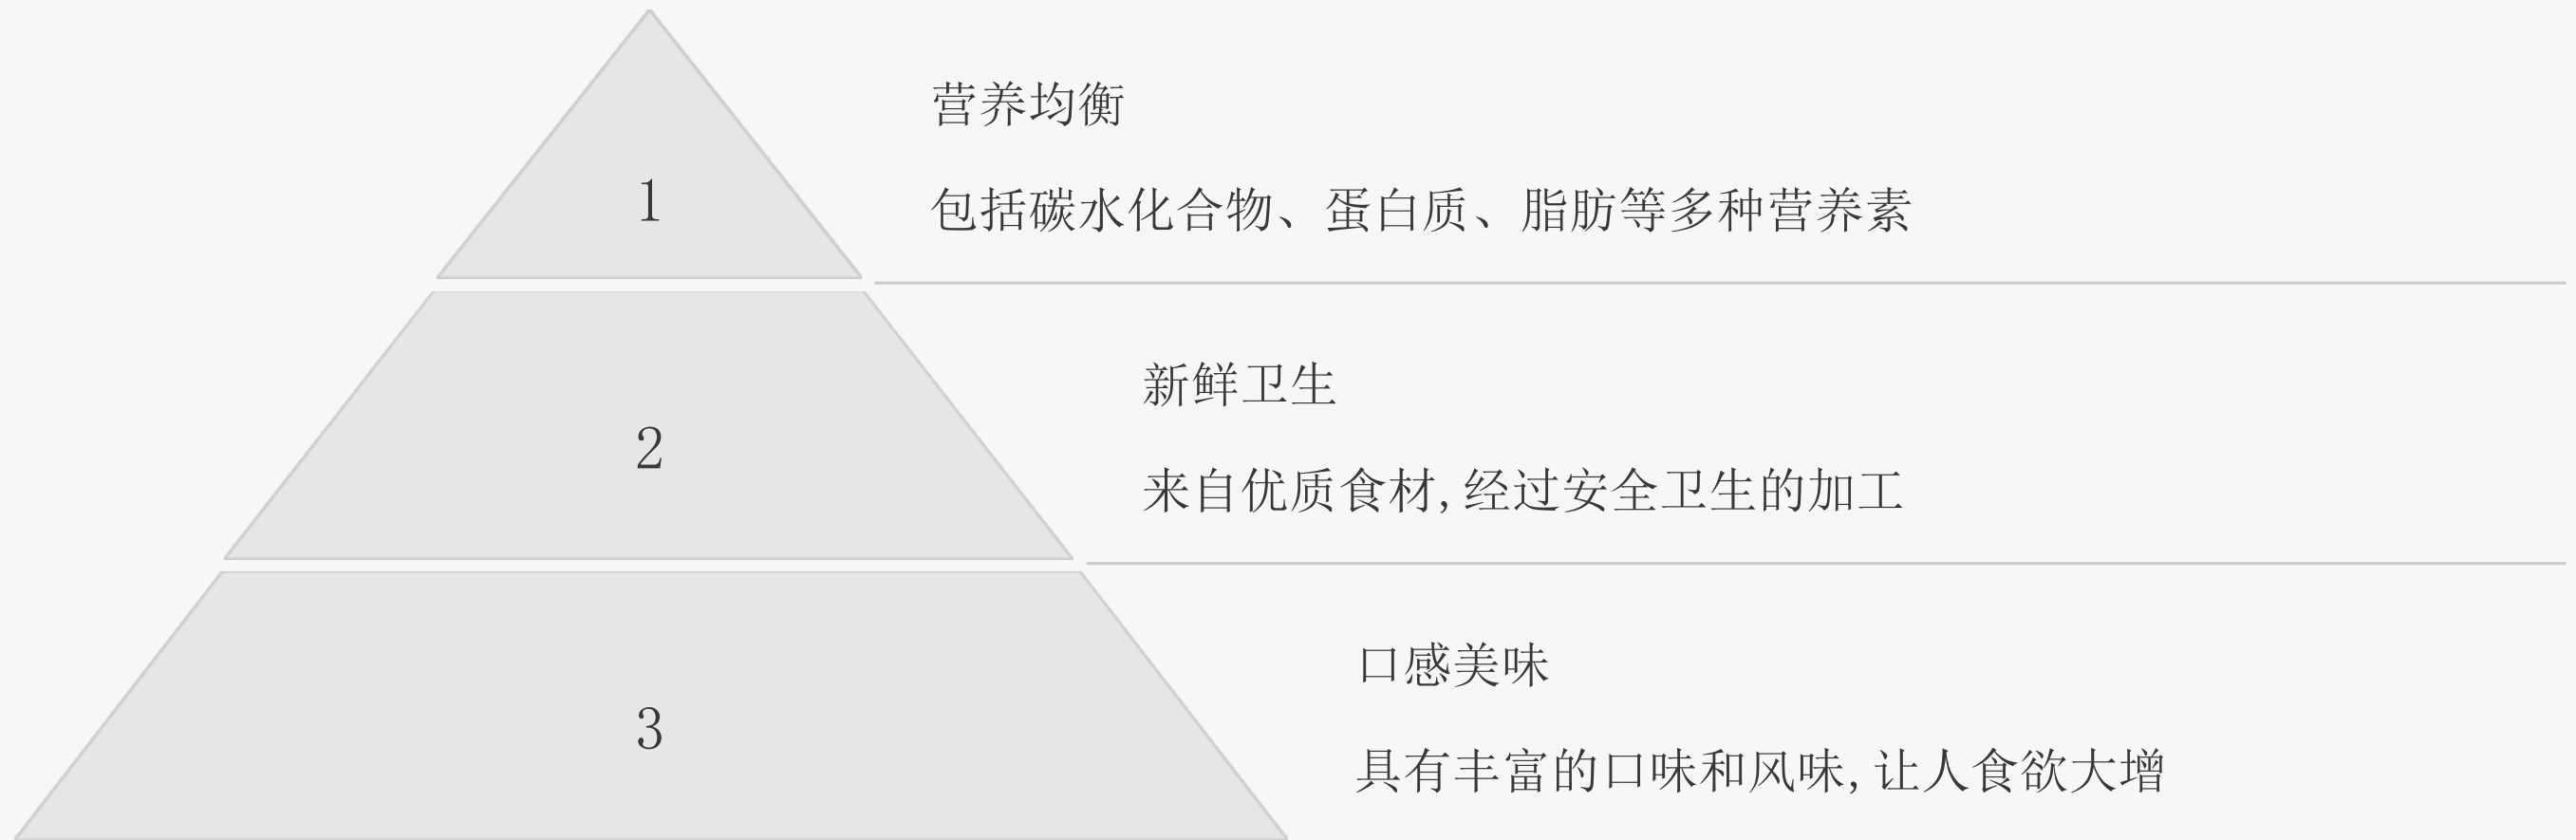 1
营养均衡
包括碳水化合物、蛋白质、脂肪等多种营养素
2
新鲜卫生
来自优质食材,经过安全卫生的加工
3
口感美味
具有丰富的口味和风味,让人食欲大增